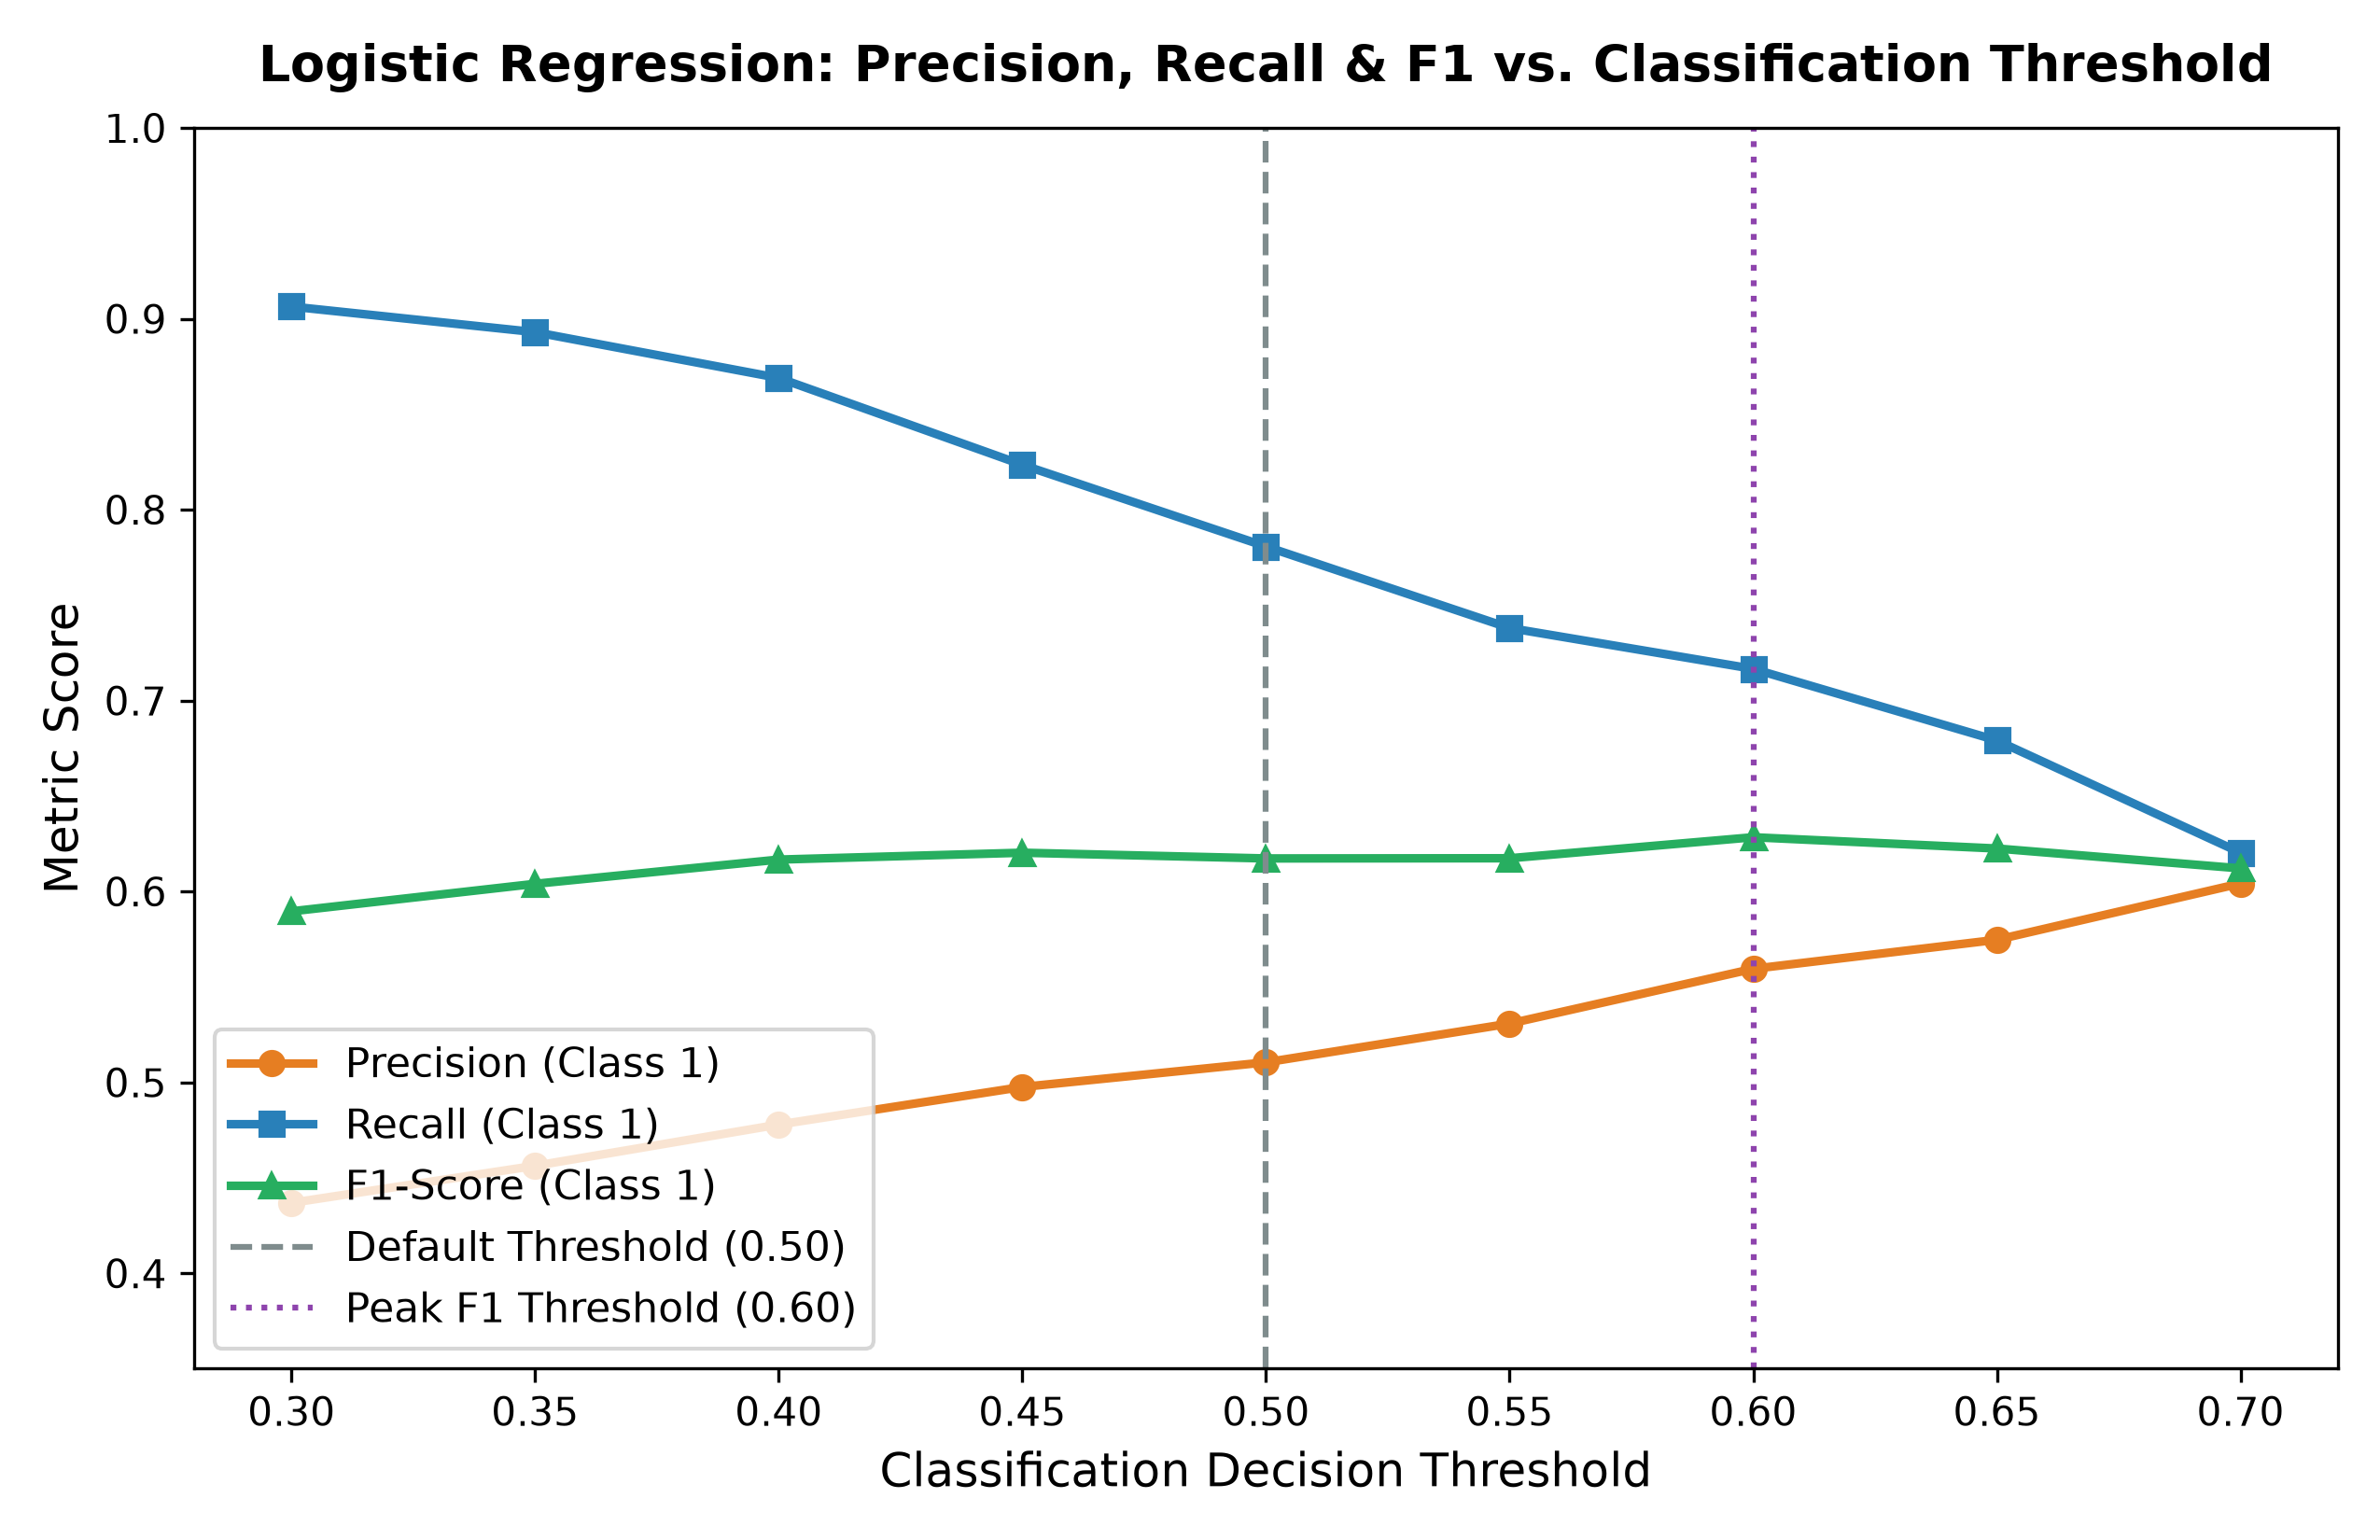 Logistic Regression: Precision, Recall & F1 vs. Classification Threshold
1.0
0.9
0.8
0.7
0.6
0.5
0.4
Metric Score
Precision (Class 1)
Recall (Class 1)
F1-Score (Class 1)
Default Threshold (0.50)
Peak F1 Threshold (0.60)
0.30 0.35 0.40 0.45 0.50 0.55 0.60 0.65 0.70
Classification Decision Threshold